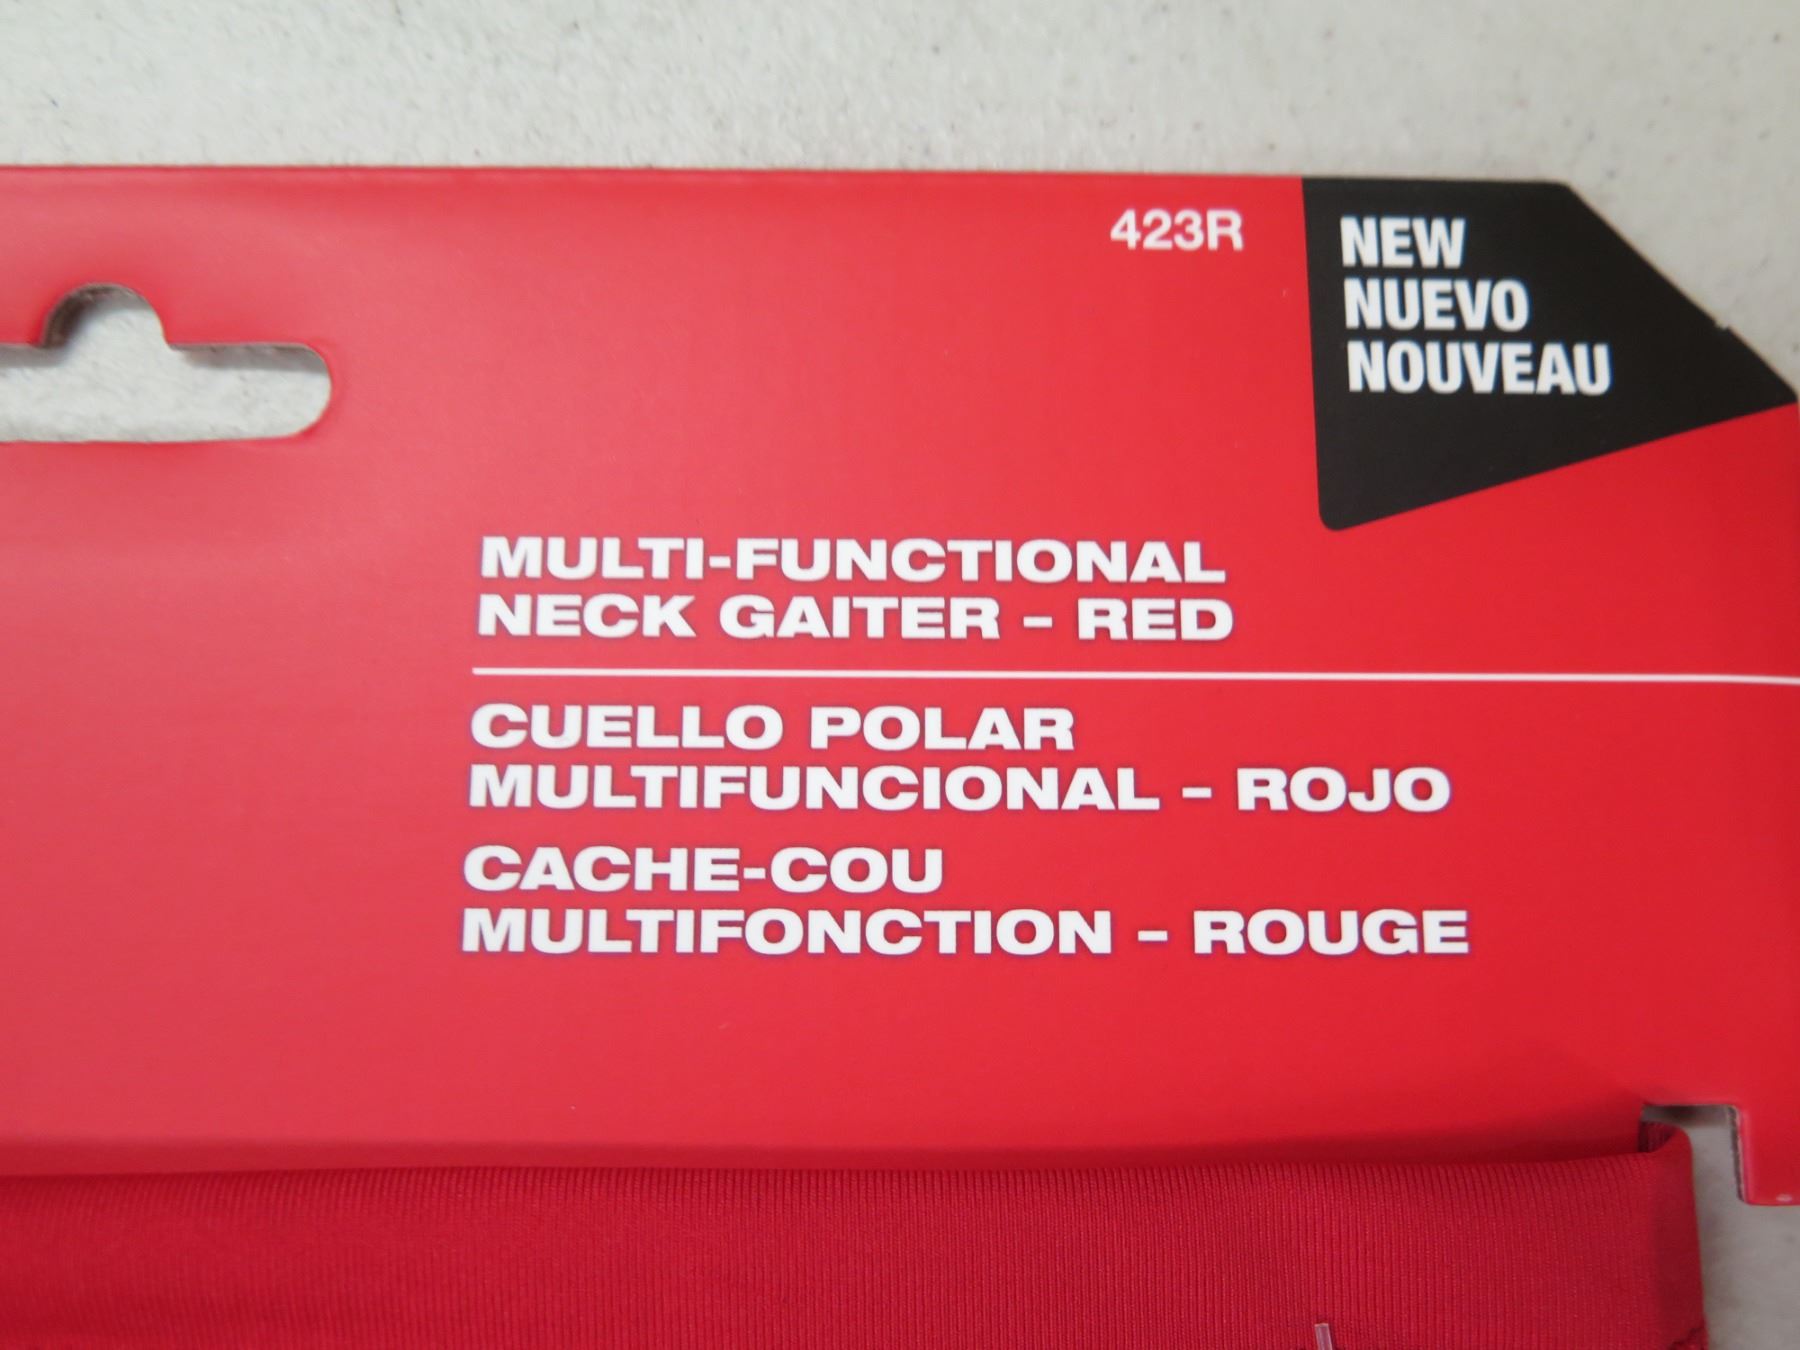 423R
NEW
NUEVO
NOUVEAU
MULTI-FUNCTIONAL
NECK GAITER – RED
CUELLO POLAR
MULTIFUNCIONAL – ROJO
CACHE-COU
MULTIFONCTION – ROUGE